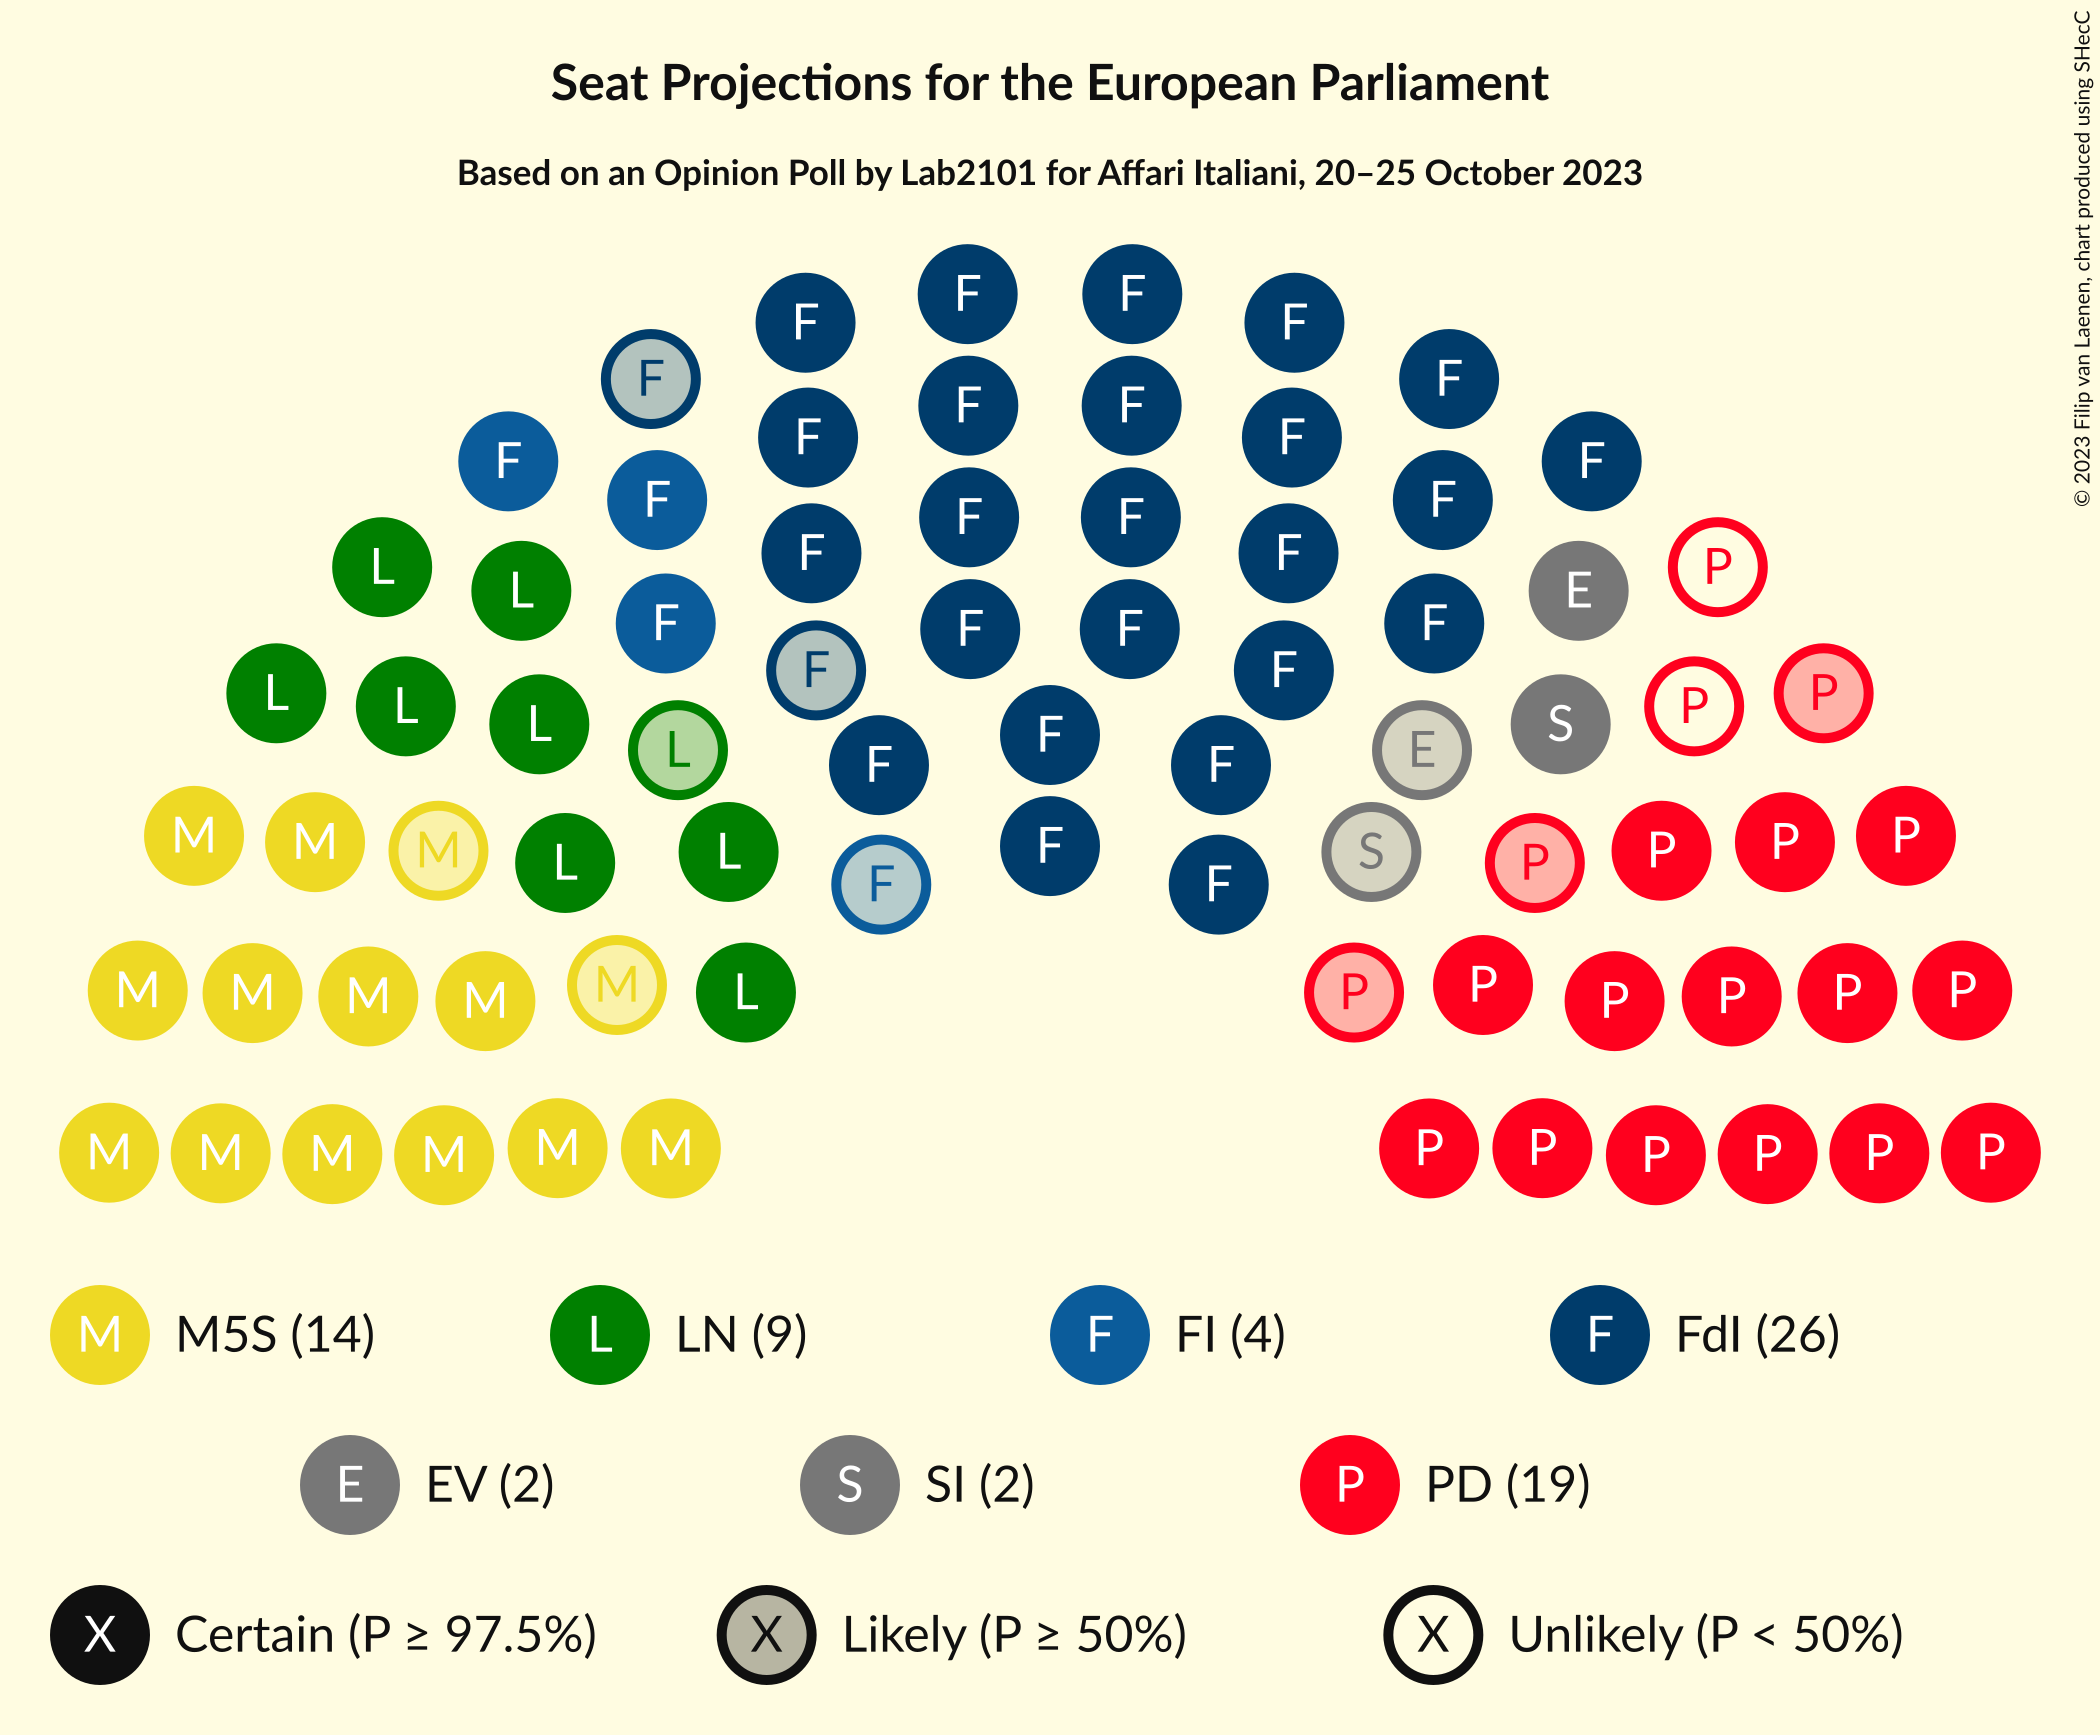 Seat Projections for the European Parliament
Based on an Opinion Poll by Lab2101 for Affari Italiani, 20–25 October 2023
© 2023 Filip van Laenen, chart produced using SHecC
F F
F F
F F
F F F F
F F
F F
F F
F F
L P
F F
L E
F F
F F
F F
L P
L P
L S
F
L E
F F
M P
M P
M P
L P
L S
F
F F
M P
M P
M P
M P
M P
L P
M P
M P
M P
M P
M P
M P
M M5S (14) L LN (9) F FI (4) F FdI (26)
E EV (2) S SI (2) P PD (19)
X Certain (P ≥ 97.5%) X Likely (P ≥ 50%) X Unlikely (P < 50%)